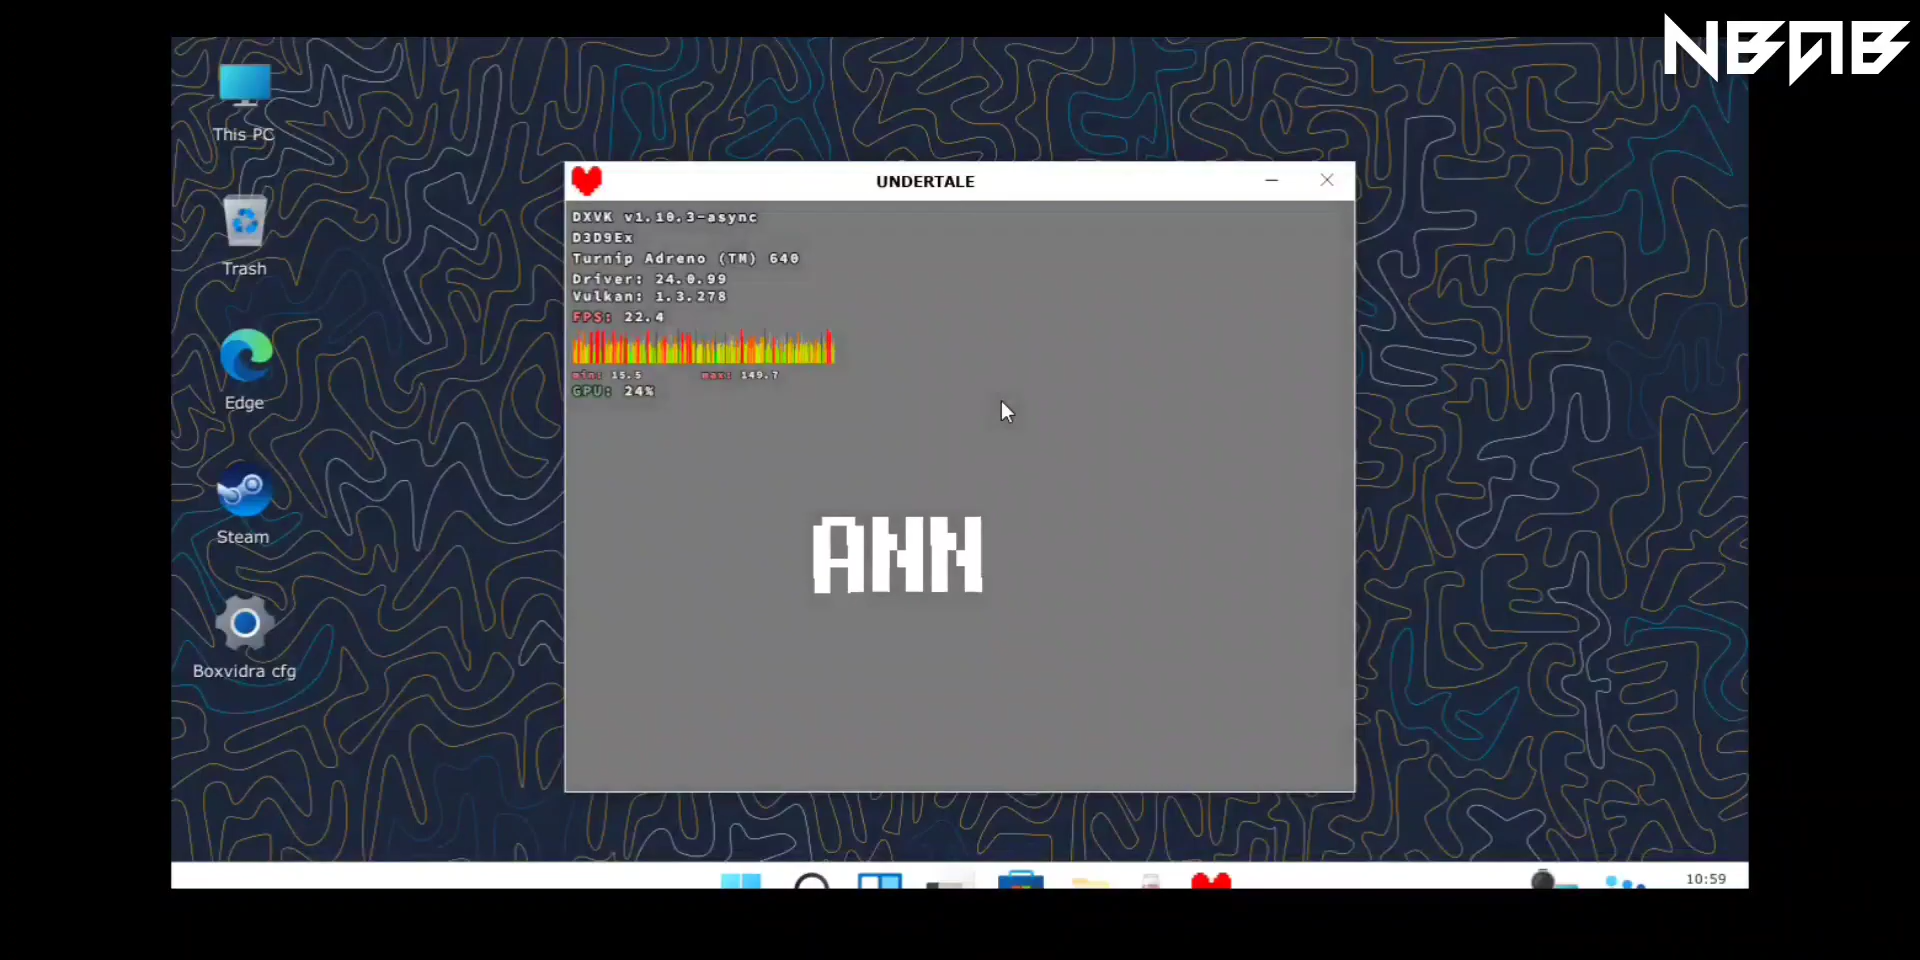 NBAB
This PC
Trash
Edge
Steam
Boxvidra cfg
UNDERTALE
DXVK v1.10.3-async
D3D9Ex
Turnip Adreno (TM) 640
Driver: 24.0.99
Vulkan: 1.3.278
FPS: 22.4
min: 15.5 max: 149.7
GPU: 24%
ANN
10:59